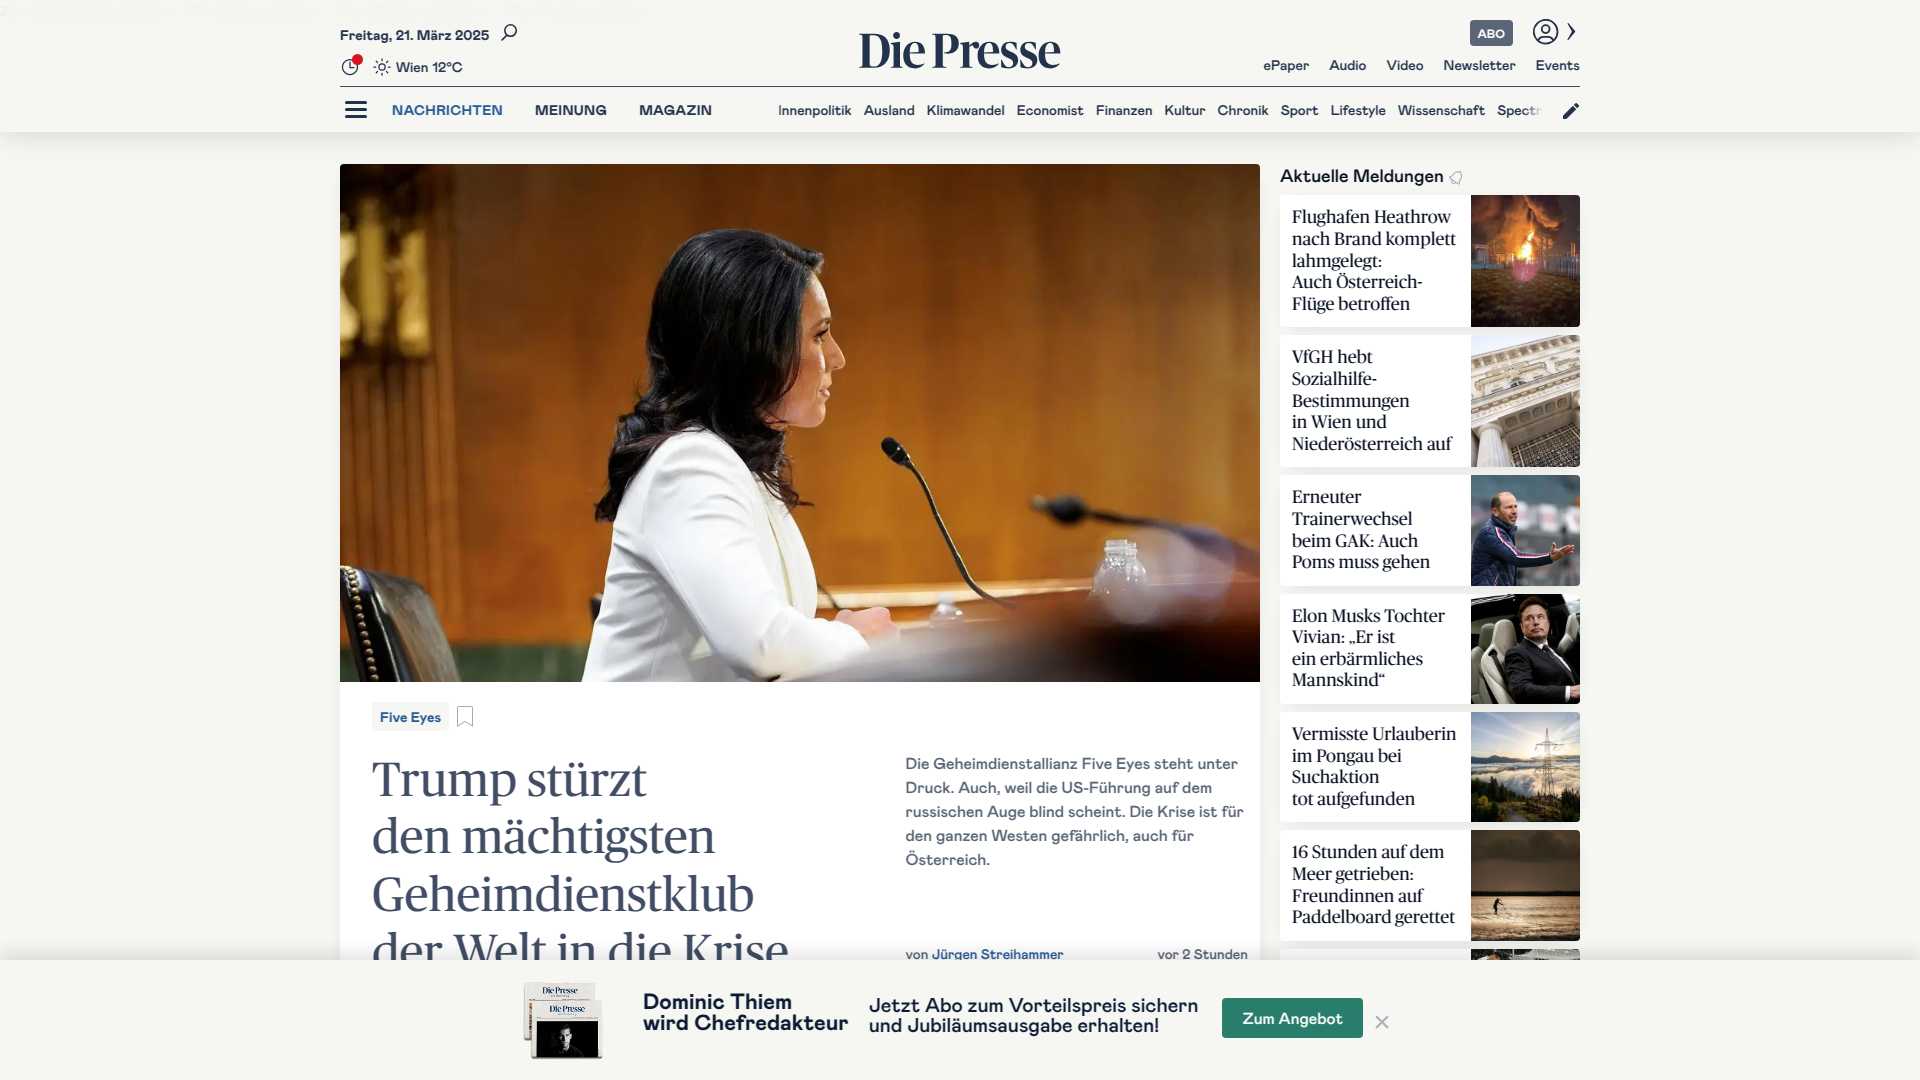 Freitag, 21. März 2025
Wien 12°C
Die Presse
ABO
ePaper Audio Video Newsletter Events
NACHRICHTEN MEINUNG MAGAZIN
Innenpolitik Ausland Klimawandel Economist Finanzen Kultur Chronik Sport Lifestyle Wissenschaft Spectr
Five Eyes
Trump stürzt
den mächtigsten
Geheimdienstklub
der Welt in die Krise
Die Geheimdienstallianz Five Eyes steht unter
Druck. Auch, weil die US-Führung auf dem
russischen Auge blind scheint. Die Krise ist für
den ganzen Westen gefährlich, auch für
Österreich.
von Jürgen Streihammer
vor 2 Stunden
Aktuelle Meldungen
Flughafen Heathrow
nach Brand komplett
lahmgelegt:
Auch Österreich-
Flüge betroffen
VfGH hebt
Sozialhilfe-
Bestimmungen
in Wien und
Niederösterreich auf
Erneuter
Trainerwechsel
beim GAK: Auch
Poms muss gehen
Elon Musks Tochter
Vivian: „Er ist
ein erbärmliches
Mannskind“
Vermisste Urlauberin
im Pongau bei
Suchaktion
tot aufgefunden
16 Stunden auf dem
Meer getrieben:
Freundinnen auf
Paddelboard gerettet
Die Presse
Die Presse
Dominic Thiem
wird Chefredakteur
Jetzt Abo zum Vorteilspreis sichern
und Jubiläumsausgabe erhalten!
Zum Angebot